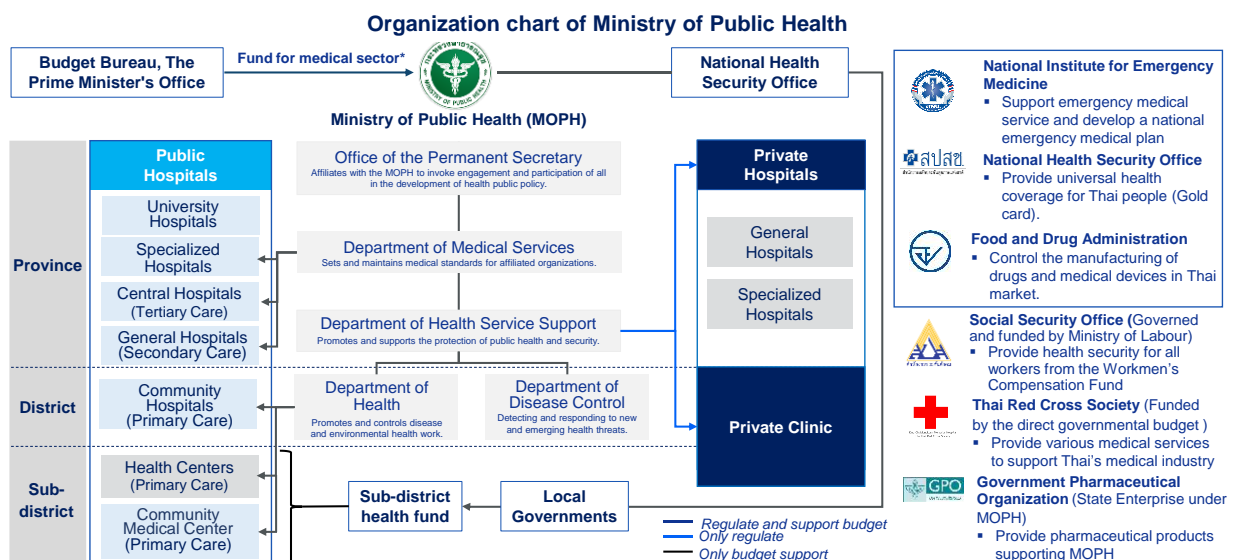 Organization chart of Ministry of Public Health
Budget Bureau, The
Prime Minister's Office
Fund for medical sector*
National Health
Security Office
Ministry of Public Health (MOPH)
Province
District
Sub-
district
Public
Hospitals
University
Hospitals
Specialized
Hospitals
Central Hospitals
(Tertiary Care)
General Hospitals
(Secondary Care)
Community
Hospitals
(Primary Care)
Health Centers
(Primary Care)
Community
Medical Center
(Primary Care)
Office of the Permanent Secretary
Affiliates with the MOPH to invoke engagement and participation of all
in the development of health public policy.
Department of Medical Services
Sets and maintains medical standards for affiliated organizations.
Department of Health Service Support
Promotes and supports the protection of public health and security.
Department of
Health
Promotes and controls disease
and environmental health work.
Department of
Disease Control
Detecting and responding to new
and emerging health threats.
Sub-district
health fund
Local
Governments
Private
Hospitals
General
Hospitals
Specialized
Hospitals
Private Clinic
Regulate and support budget
Only regulate
Only budget support
National Institute for Emergency
Medicine
▪ Support emergency medical
service and develop a national
emergency medical plan
สปสช
National Health Security Office
▪ Provide universal health
coverage for Thai people (Gold
card).
Food and Drug Administration
▪ Control the manufacturing of
drugs and medical devices in Thai
market.
Social Security Office (Governed
and funded by Ministry of Labour)
▪ Provide health security for all
workers from the Workmen's
Compensation Fund
Thai Red Cross Society (Funded
by the direct governmental budget )
▪ Provide various medical services
to support Thai's medical industry
GPO
Government Pharmaceutical
Organization (State Enterprise under
MOPH)
▪ Provide pharmaceutical products
supporting MOPH